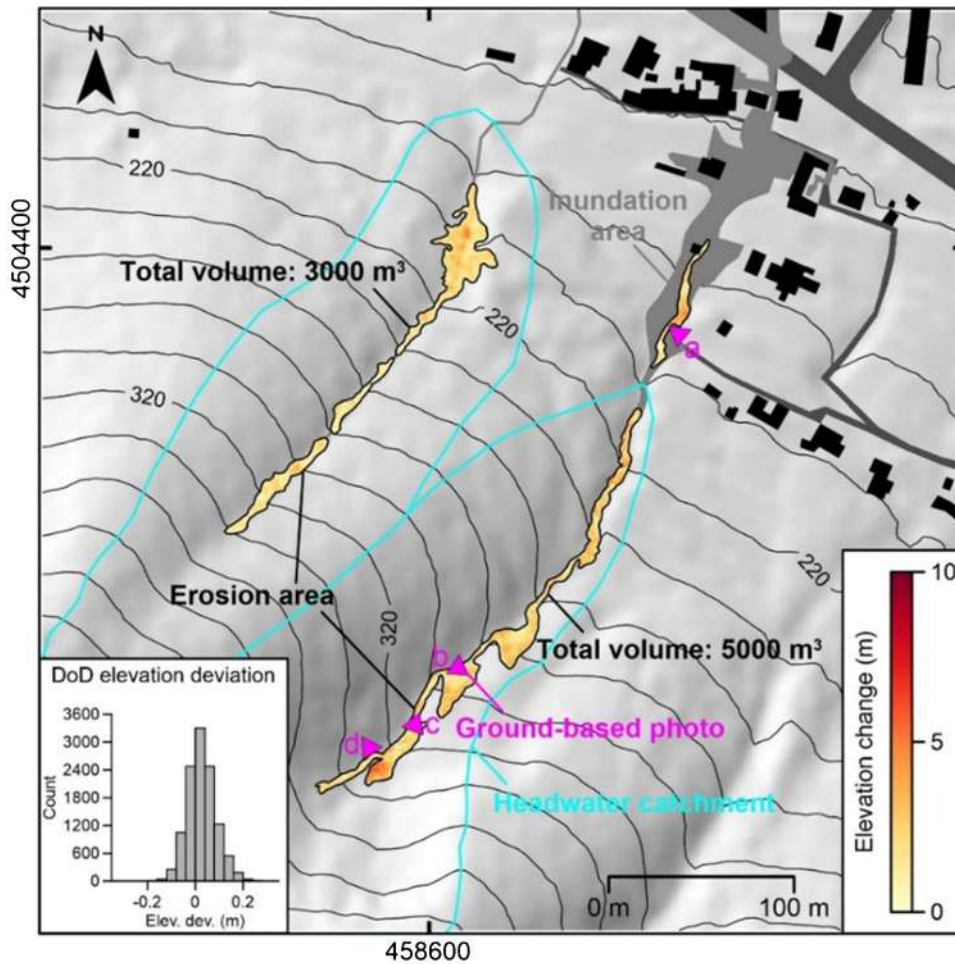 N
220
Inundation
area
4504400
Total volume: 3000 m³
220
a
320
220
Erosion area
320
Total volume: 5000 m³
b
Ground-based photo
c
d
Headwater catchment
DoD elevation deviation
3600
3000
2400
1800
1200
600
0
Count
-0.2 0 0.2
Elev. dev. (m)
0 m 100 m
10
5
0
Elevation change (m)
458600